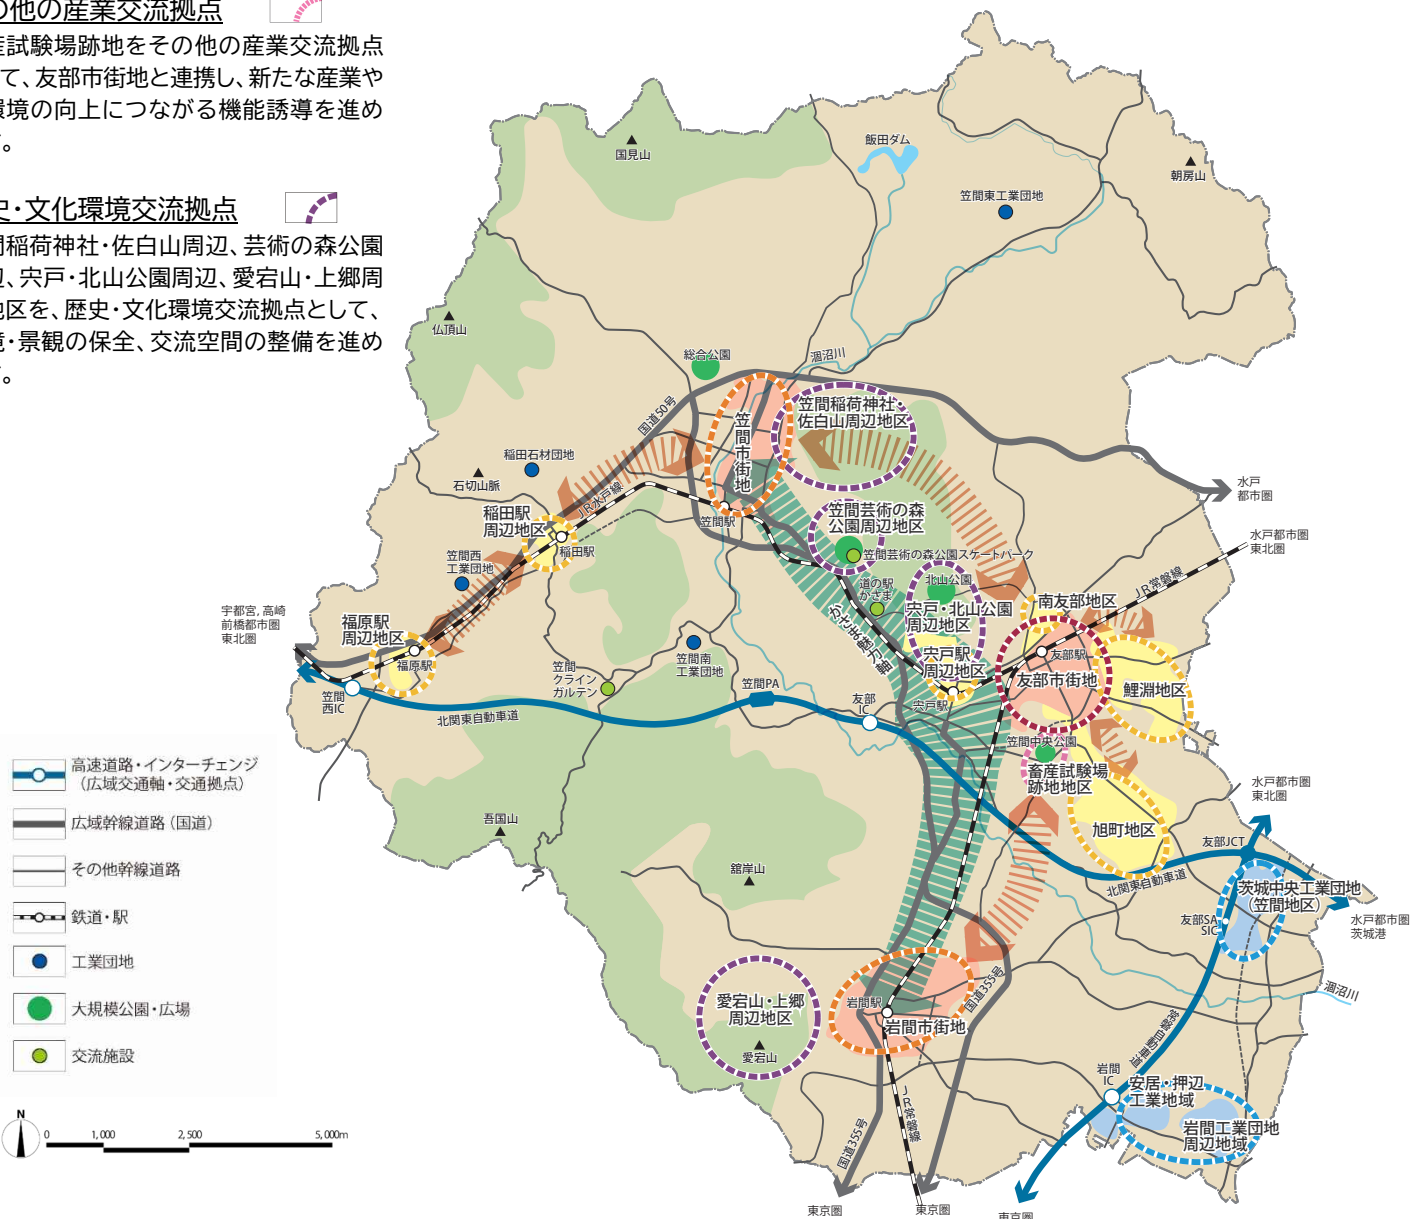 の他の産業交流拠点
産試験場跡地をその他の産業交流拠点
て、友部市街地と連携し、新たな産業や
環境の向上につながる機能誘導を進め
。
史・文化環境交流拠点
間稲荷神社・佐白山周辺、芸術の森公園
辺、宍戸・北山公園周辺、愛宕山・上郷周
地区を、歴史・文化環境交流拠点として、
境・景観の保全、交流空間の整備を進め
。
国見山
飯田ダム
朝房山
笠間東工業団地
仏頂山
総合公園
涸沼川
国道50号
笠間市街地
笠間稲荷神社・
佐白山周辺地区
稲田石材団地
石切山脈
JR水戸線
水戸
都市圏
稲田駅
周辺地区
稲田駅
笠間駅
笠間芸術の森
公園周辺地区
笠間芸術の森公園スケートパーク
水戸都市圏
東北圏
笠間西
工業団地
道の駅
かさま
北山公園
JR常磐線
宇都宮,高崎
前橋都市圏
東北圏
福原駅
周辺地区
福原駅
かさま魅力軸
宍戸・北山公園
周辺地区
南友部地区
笠間南
工業団地
宍戸駅
周辺地区
友部駅
友部市街地
鯉淵地区
笠間
クライン
ガルテン
笠間PA
友部
IC
宍戸駅
笠間
西IC
北関東自動車道
笠間中央公園
畜産試験場
跡地地区
高速道路・インターチェンジ
（広域交通軸・交通拠点）
広域幹線道路（国道）
その他幹線道路
鉄道・駅
工業団地
大規模公園・広場
交流施設
吾国山
舘岸山
旭町地区
水戸都市圏
東北圏
友部JCT
北関東自動車道
茨城中央工業団地
（笠間地区）
友部SA
SIC
水戸都市圏
茨城港
涸沼川
愛宕山・上郷
周辺地区
愛宕山
岩間駅
岩間市街地
国道355号
常磐自動車道
岩間
IC
安居・押辺
工業地域
岩間工業団地
周辺地域
JR常磐線
国道355号
N
0 1,000 2,500 5,000m
東京圏
東京圏
東京圏